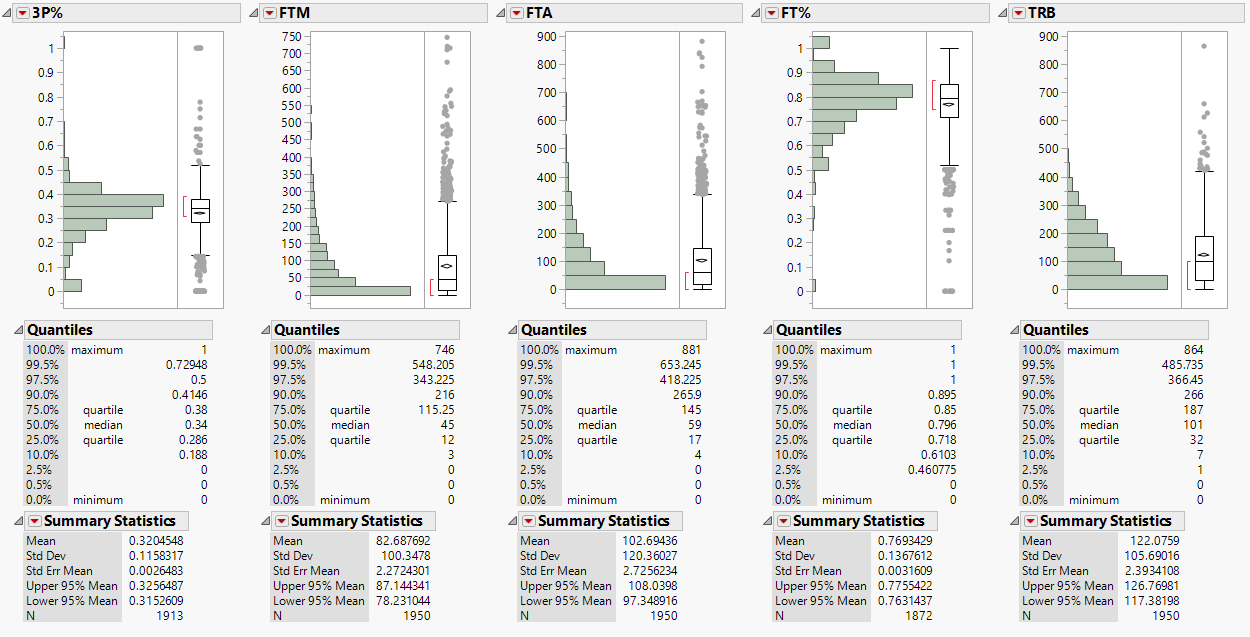 3P%
1
0.9
0.8
0.7
0.6
0.5
0.4
0.3
0.2
0.1
0
Quantiles
100.0% maximum 1
99.5% 0.72948
97.5% 0.5
90.0% 0.4146
75.0% quartile 0.38
50.0% median 0.34
25.0% quartile 0.286
10.0% 0.188
2.5% 0
0.5% 0
0.0% minimum 0
Summary Statistics
Mean 0.3204548
Std Dev 0.1158317
Std Err Mean 0.0026483
Upper 95% Mean 0.3256487
Lower 95% Mean 0.3152609
N 1913
FTM
750
700
650
600
550
500
450
400
350
300
250
200
150
100
50
0
Quantiles
100.0% maximum 746
99.5% 548.205
97.5% 343.225
90.0% 216
75.0% quartile 115.25
50.0% median 45
25.0% quartile 12
10.0% 3
2.5% 0
0.5% 0
0.0% minimum 0
Summary Statistics
Mean 82.687692
Std Dev 100.3478
Std Err Mean 2.2724301
Upper 95% Mean 87.144341
Lower 95% Mean 78.231044
N 1950
FTA
900
800
700
600
500
400
300
200
100
0
Quantiles
100.0% maximum 881
99.5% 653.245
97.5% 418.225
90.0% 265.9
75.0% quartile 145
50.0% median 59
25.0% quartile 17
10.0% 4
2.5% 0
0.5% 0
0.0% minimum 0
Summary Statistics
Mean 102.69436
Std Dev 120.36027
Std Err Mean 2.7256234
Upper 95% Mean 108.0398
Lower 95% Mean 97.348916
N 1950
FT%
1
0.9
0.8
0.7
0.6
0.5
0.4
0.3
0.2
0.1
0
Quantiles
100.0% maximum 1
99.5% 1
97.5% 1
90.0% 0.895
75.0% quartile 0.85
50.0% median 0.796
25.0% quartile 0.718
10.0% 0.6103
2.5% 0.460775
0.5% 0
0.0% minimum 0
Summary Statistics
Mean 0.7693429
Std Dev 0.1367612
Std Err Mean 0.0031609
Upper 95% Mean 0.7755422
Lower 95% Mean 0.7631437
N 1872
TRB
900
800
700
600
500
400
300
200
100
0
Quantiles
100.0% maximum 864
99.5% 485.735
97.5% 366.45
90.0% 266
75.0% quartile 187
50.0% median 101
25.0% quartile 32
10.0% 7
2.5% 1
0.5% 0
0.0% minimum 0
Summary Statistics
Mean 122.0759
Std Dev 105.69016
Std Err Mean 2.3934108
Upper 95% Mean 126.76981
Lower 95% Mean 117.38198
N 1950